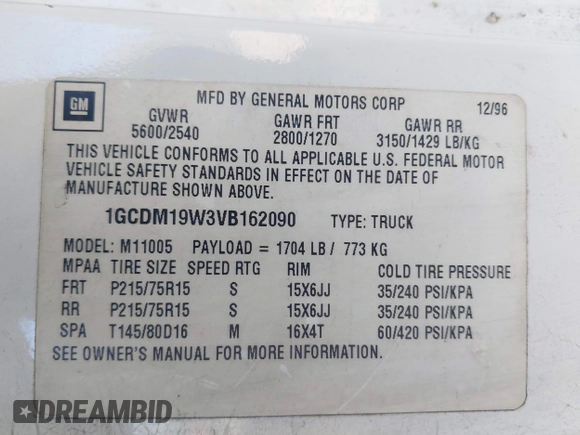 GM
MFD BY GENERAL MOTORS CORP 12/96
GVWR GAWR FRT GAWR RR
5600/2540 2800/1270 3150/1429 LB/KG
THIS VEHICLE CONFORMS TO ALL APPLICABLE U.S. FEDERAL MOTOR
VEHICLE SAFETY STANDARDS IN EFFECT ON THE DATE OF
MANUFACTURE SHOWN ABOVE.
1GCDM19W3VB162090 TYPE: TRUCK
MODEL: M11005 PAYLOAD = 1704 LB / 773 KG
MPAA TIRE SIZE SPEED RTG RIM COLD TIRE PRESSURE
FRT P215/75R15 S 15X6JJ 35/240 PSI/KPA
RR P215/75R15 S 15X6JJ 35/240 PSI/KPA
SPA T145/80D16 M 16X4T 60/420 PSI/KPA
SEE OWNER'S MANUAL FOR MORE INFORMATION.
DREAMBID